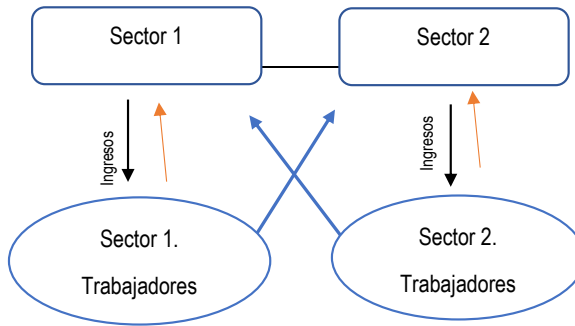 Sector 1
Sector 2
Ingresos
Ingresos
Sector 1.
Trabajadores
Sector 2.
Trabajadores